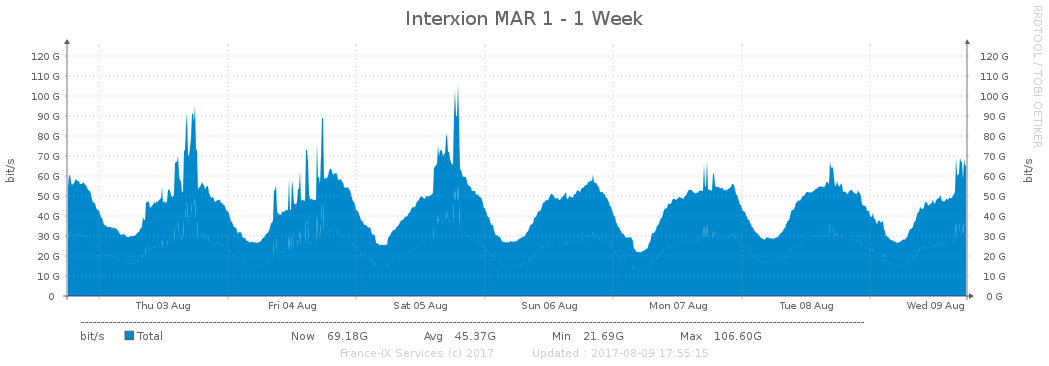 Interxion MAR 1 - 1 Week
RRDTOOL / TOBI OETIKER
120 G 120 G
110 G 110 G
100 G 100 G
90 G 90 G
80 G 80 G
70 G 70 G
60 G 60 G
50 G 50 G
40 G 40 G
30 G 30 G
20 G 20 G
10 G 10 G
0 0 G
bit/s
bit/s
Thu 03 Aug Fri 04 Aug Sat 05 Aug Sun 06 Aug Mon 07 Aug Tue 08 Aug Wed 09 Aug
bit/s Total Now 69.18G Avg 45.37G Min 21.69G Max 106.60G
France-IX Services (c) 2017 Updated : 2017-08-09 17:55:15